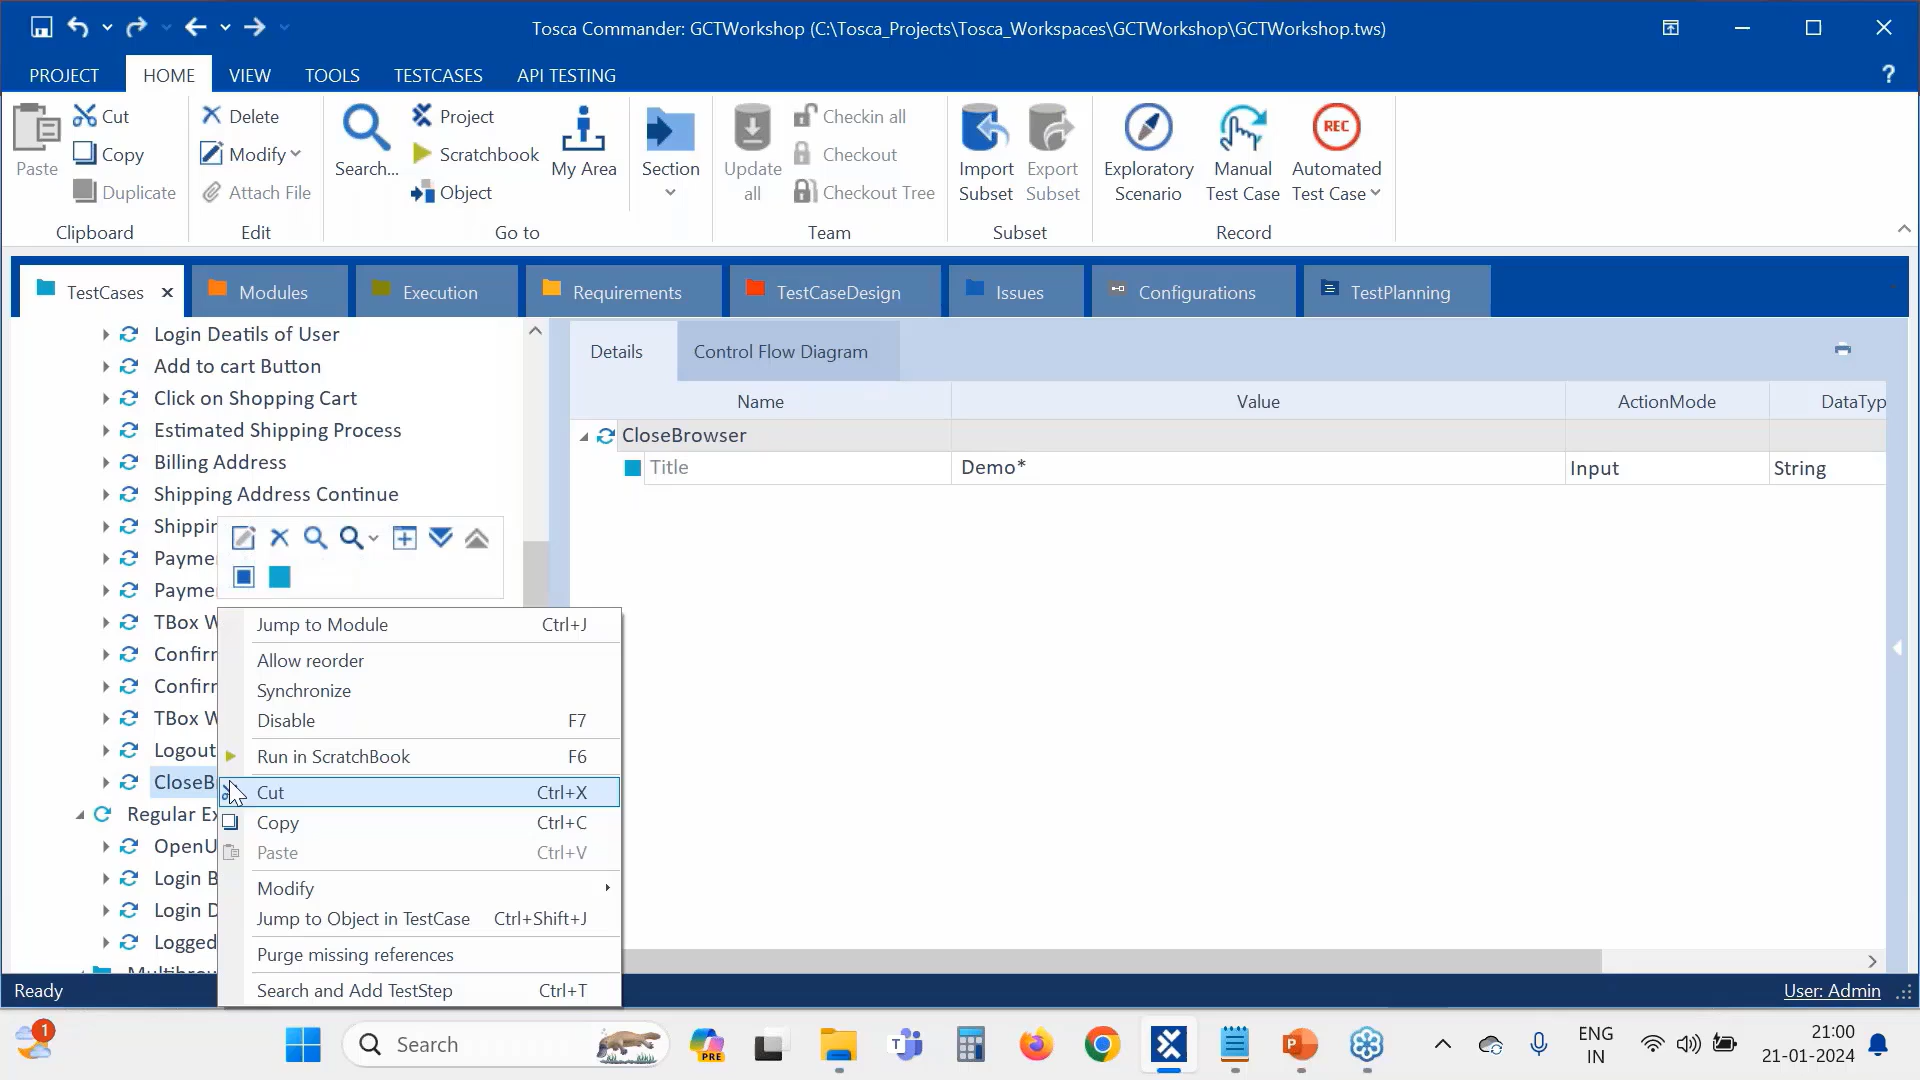 Tosca Commander: GCTWorkshop (C:\Tosca_Projects\Tosca_Workspaces\GCTWorkshop\GCTWorkshop.tws)
PROJECT HOME VIEW TOOLS TESTCASES API TESTING ?
Paste
Cut
Copy
Duplicate
Clipboard
Delete
Modify
Attach File
Edit
Search...
Project
Scratchbook
Object
My Area
Go to
Section
Update
all
Checkin all
Checkout
Checkout Tree
Team
Import
Subset
Export
Subset
Subset
Exploratory
Scenario
Manual
Test Case
REC
Automated
Test Case
Record
TestCases Modules Execution Requirements TestCaseDesign Issues Configurations TestPlanning
Login Deatils of User
Add to cart Button
Click on Shopping Cart
Estimated Shipping Process
Billing Address
Shipping Address Continue
Shippin
Payme
Payme
TBox W
Confirr
Confirr
TBox W
Logout
CloseB
Regular Ex
OpenU
Login B
Login D
Logged
Jump to Module Ctrl+J
Allow reorder
Synchronize
Disable F7
Run in ScratchBook F6
Cut Ctrl+X
Copy Ctrl+C
Paste Ctrl+V
Modify
Jump to Object in TestCase Ctrl+Shift+J
Purge missing references
Search and Add TestStep Ctrl+T
Details Control Flow Diagram
Name Value ActionMode DataTyp
CloseBrowser
Title Demo* Input String
Ready
User: Admin
1
Search
PRE
ENG
IN
21:00
21-01-2024